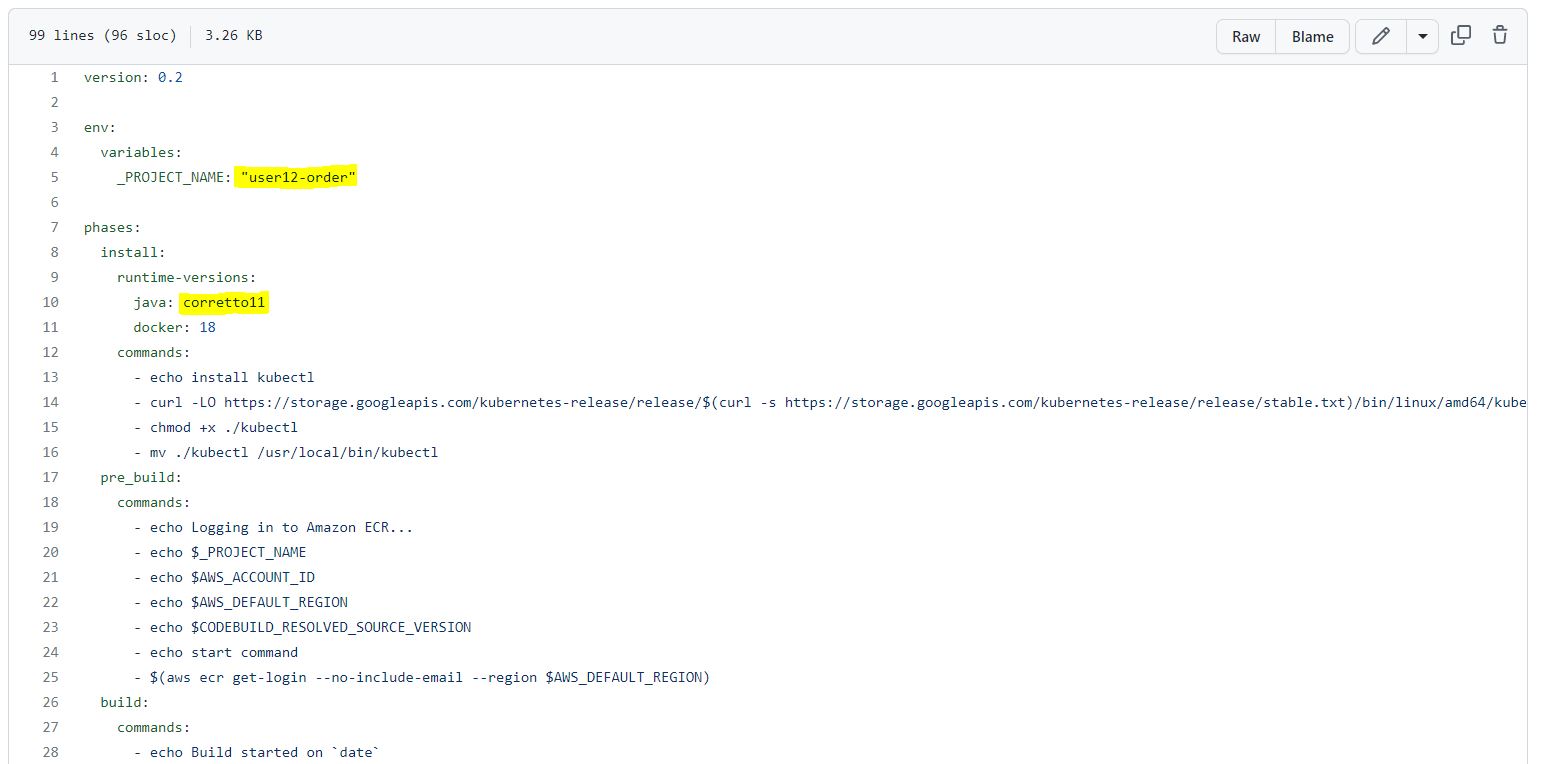 99 lines (96 sloc) 3.26 KB Raw Blame
1 version: 0.2
2
3 env:
4 variables:
5 _PROJECT_NAME: "user12-order"
6
7 phases:
8 install:
9 runtime-versions:
10 java: corretto11
11 docker: 18
12 commands:
13 - echo install kubectl
14 - curl -LO https://storage.googleapis.com/kubernetes-release/release/$(curl -s https://storage.googleapis.com/kubernetes-release/release/stable.txt)/bin/linux/amd64/kube
15 - chmod +x ./kubectl
16 - mv ./kubectl /usr/local/bin/kubectl
17 pre_build:
18 commands:
19 - echo Logging in to Amazon ECR...
20 - echo $_PROJECT_NAME
21 - echo $AWS_ACCOUNT_ID
22 - echo $AWS_DEFAULT_REGION
23 - echo $CODEBUILD_RESOLVED_SOURCE_VERSION
24 - echo start command
25 - $(aws ecr get-login --no-include-email --region $AWS_DEFAULT_REGION)
26 build:
27 commands:
28 - echo Build started on `date`